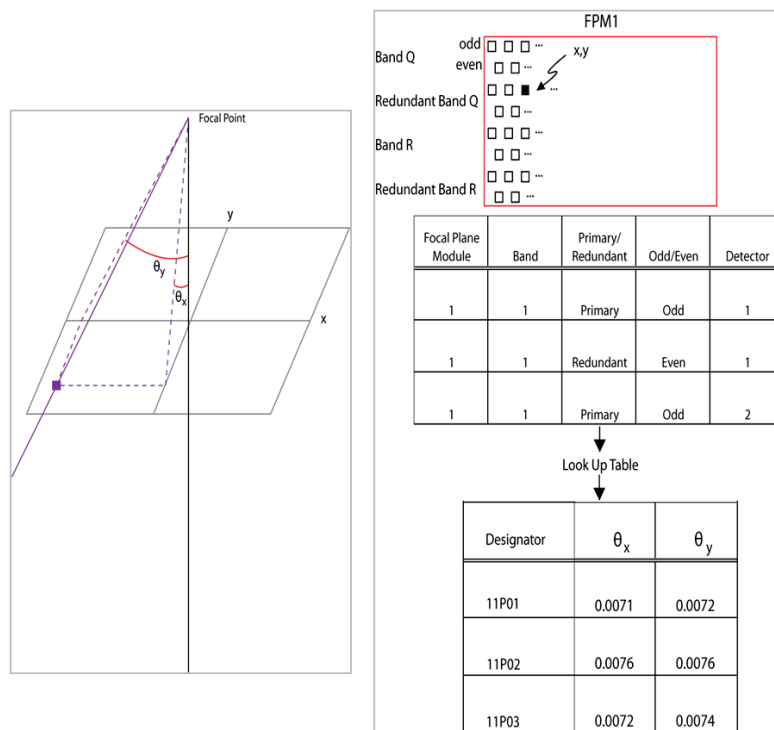 Focal Point
y
θy
θx
x
FPM1
odd
Band Q
even
x,y
Redundant Band Q
Band R
Redundant Band R
Focal Plane Module Band Primary/ Redundant Odd/Even Detector
1 1 Primary Odd 1
1 1 Redundant Even 1
1 1 Primary Odd 2
Look Up Table
Designator θx θy
11P01 0.0071 0.0072
11P02 0.0076 0.0076
11P03 0.0072 0.0074